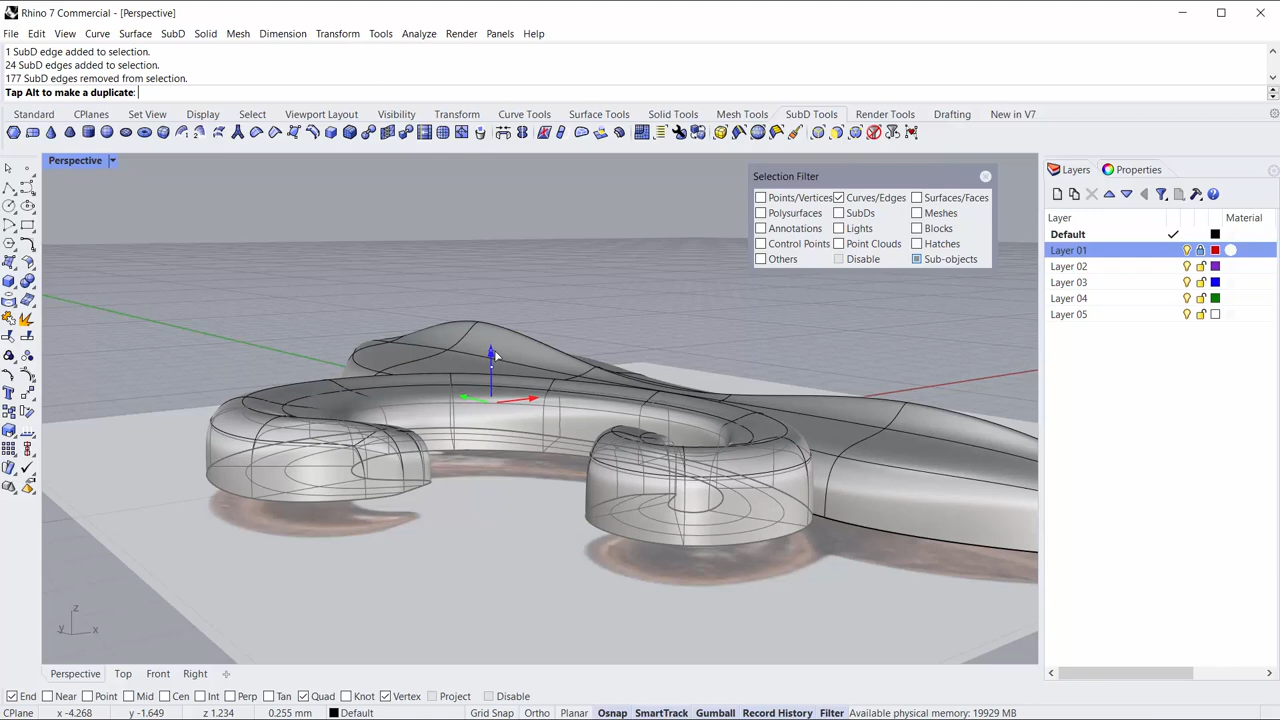 Rhino 7 Commercial - [Perspective]
File Edit View Curve Surface SubD Solid Mesh Dimension Transform Tools Analyze Render Panels Help
1 SubD edge added to selection.
24 SubD edges added to selection.
177 SubD edges removed from selection.
Tap Alt to make a duplicate:
Standard CPlanes Set View Display Select Viewport Layout Visibility Transform Curve Tools Surface Tools Solid Tools Mesh Tools SubD Tools Render Tools Drafting New in V7
Perspective
Selection Filter
Points/Vertices Curves/Edges Surfaces/Faces
Polysurfaces SubDs Meshes
Annotations Lights Blocks
Control Points Point Clouds Hatches
Others Disable Sub-objects
Layers Properties
Layer Material
Default
Layer 01
Layer 02
Layer 03
Layer 04
Layer 05
z
y x
Perspective Top Front Right
End Near Point Mid Cen Int Perp Tan Quad Knot Vertex Project Disable
CPlane x -4.268 y -1.649 z 1.234 0.255 mm Default Grid Snap Ortho Planar Osnap SmartTrack Gumball Record History Filter Available physical memory: 19929 MB